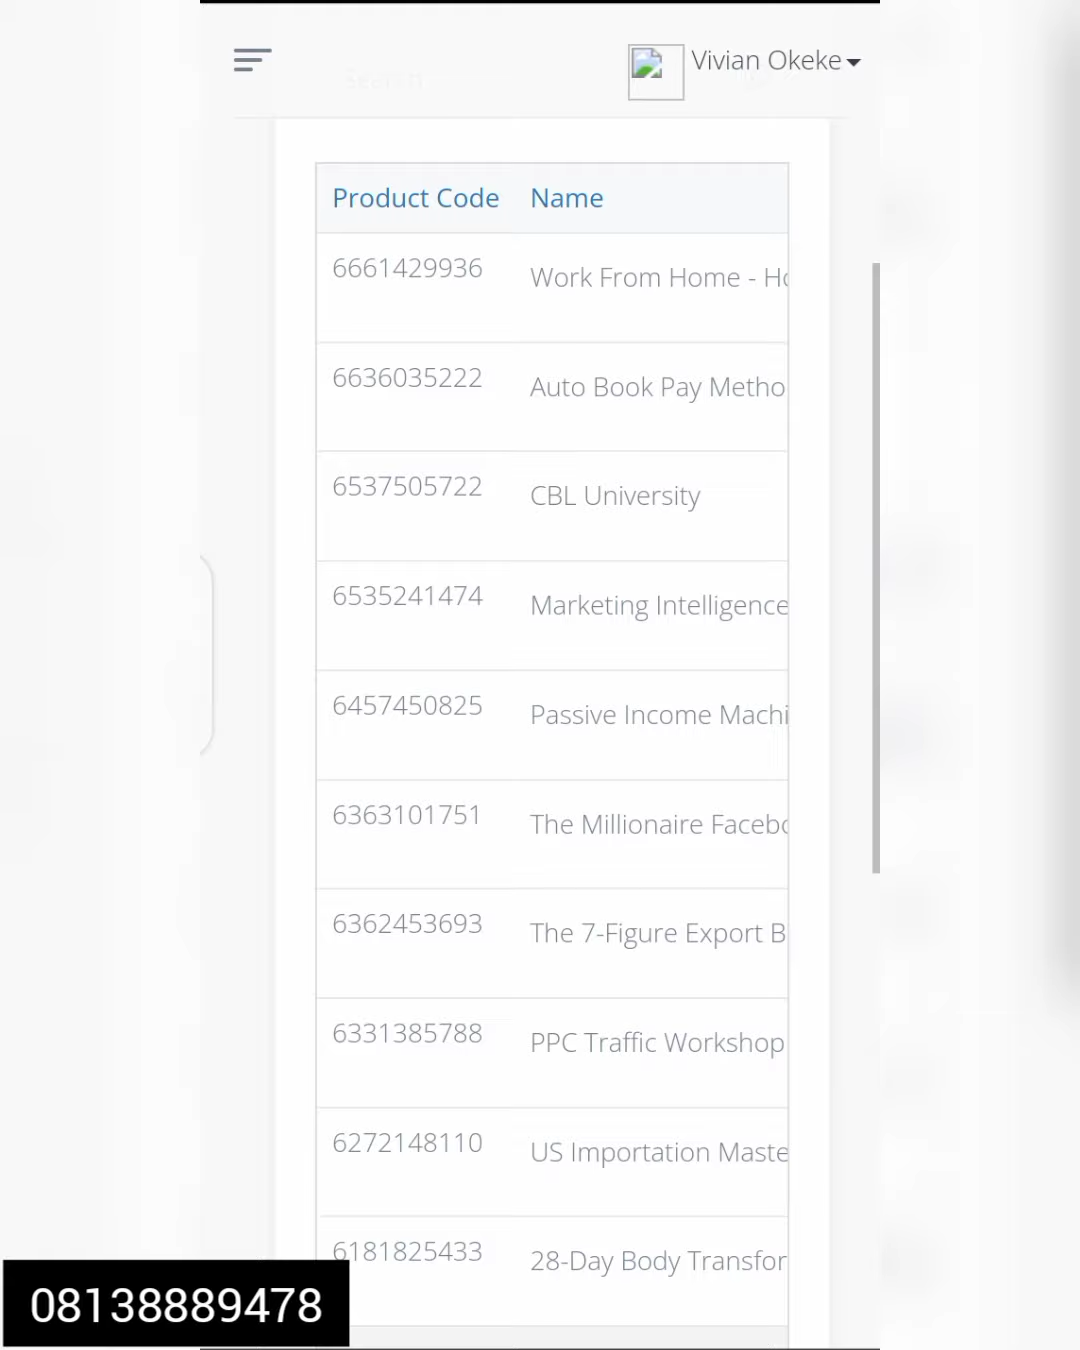 Search
Vivian Okeke
Product Code Name
6661429936 Work From Home - Ho
6636035222 Auto Book Pay Metho
6537505722 CBL University
6535241474 Marketing Intelligence
6457450825 Passive Income Machi
6363101751 The Millionaire Facebo
6362453693 The 7-Figure Export B
6331385788 PPC Traffic Workshop
6272148110 US Importation Maste
6181825433 28-Day Body Transfor
08138889478